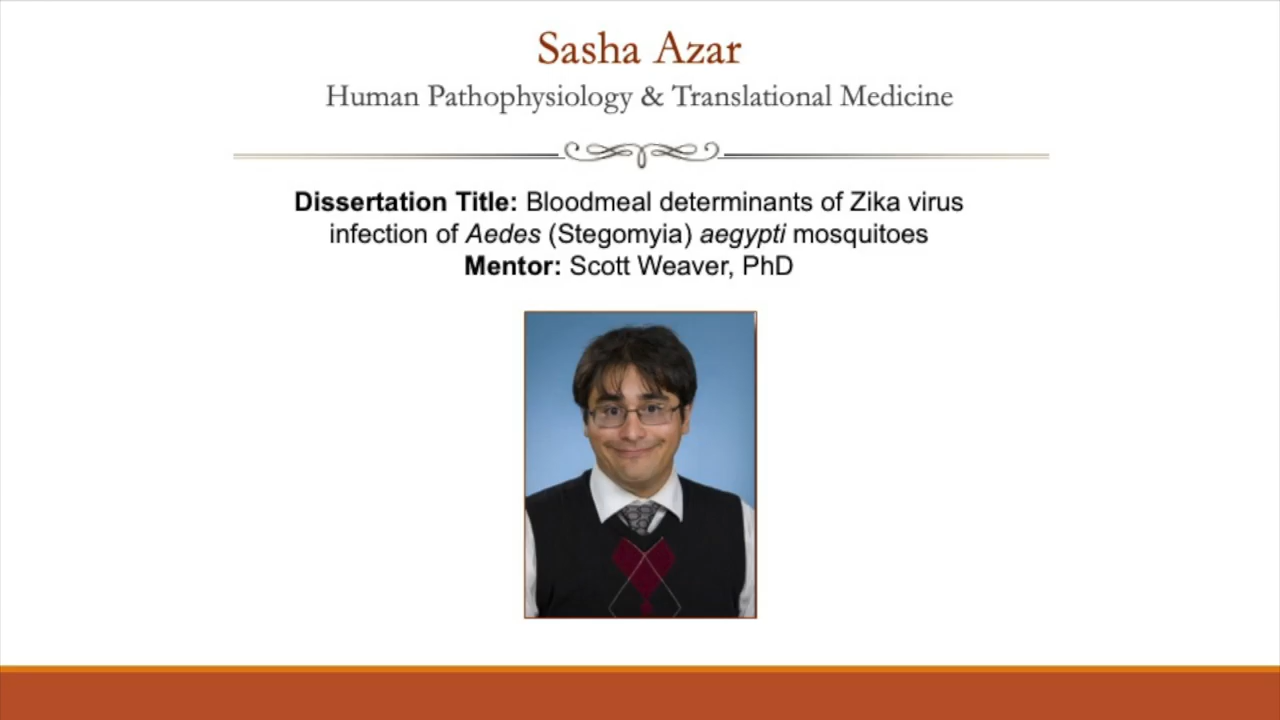 Sasha Azar
Human Pathophysiology & Translational Medicine
Dissertation Title: Bloodmeal determinants of Zika virus
infection of Aedes (Stegomyia) aegypti mosquitoes
Mentor: Scott Weaver, PhD